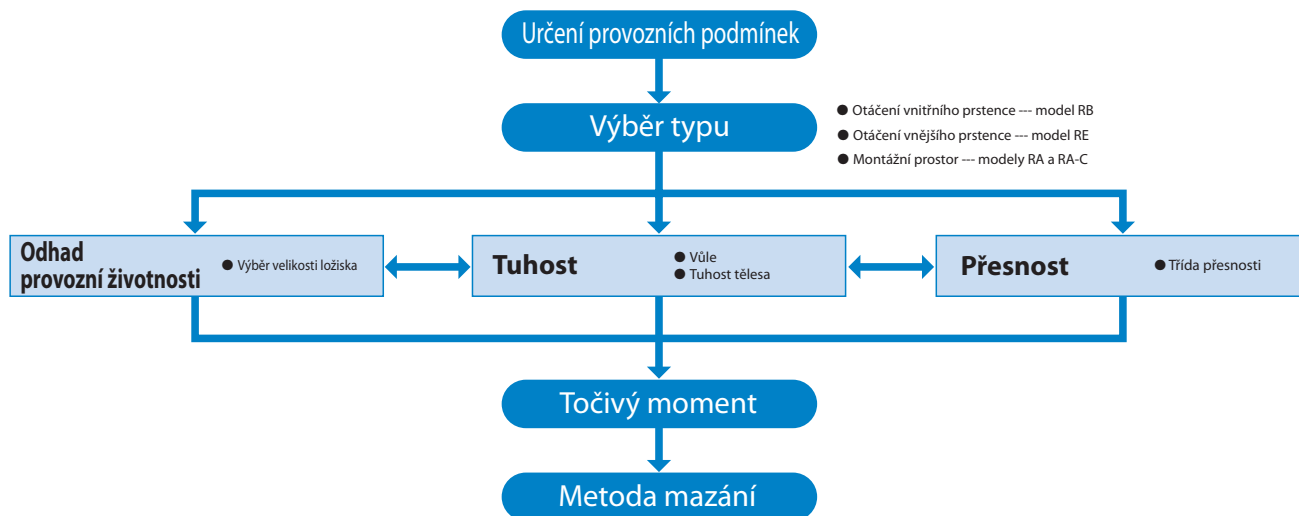 Určení provozních podmínek
Výběr typu
● Otáčení vnitřního prstence --- model RB
● Otáčení vnějšího prstence --- model RE
● Montážní prostor --- modely RA a RA-C
Odhad
provozní životnosti
● Výběr velikosti ložiska
Tuhost
● Vůle
● Tuhost tělesa
Přesnost
● Třída přesnosti
Točivý moment
Metoda mazání